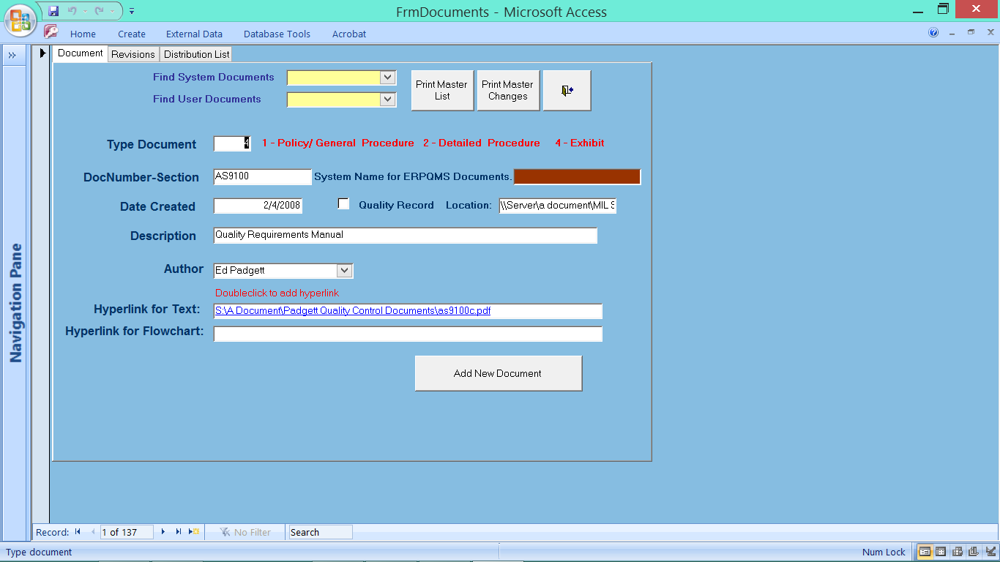 FrmDocuments - Microsoft Access
Home Create External Data Database Tools Acrobat
Document Revisions Distribution List
Find System Documents
Find User Documents
Print Master List
Print Master Changes
Type Document 4 1 - Policy/ General Procedure 2 - Detailed Procedure 4 - Exhibit
DocNumber-Section AS9100 System Name for ERPQMS Documents.
Date Created 2/4/2008 Quality Record Location: \\Server\a document\MIL S
Description Quality Requirements Manual
Author Ed Padgett
Doubleclick to add hyperlink
Hyperlink for Text: S:\A Document\Padgett Quality Control Documents\as9100c.pdf
Hyperlink for Flowchart:
Add New Document
Navigation Pane
Record: 1 of 137 No Filter Search
Type document Num Lock